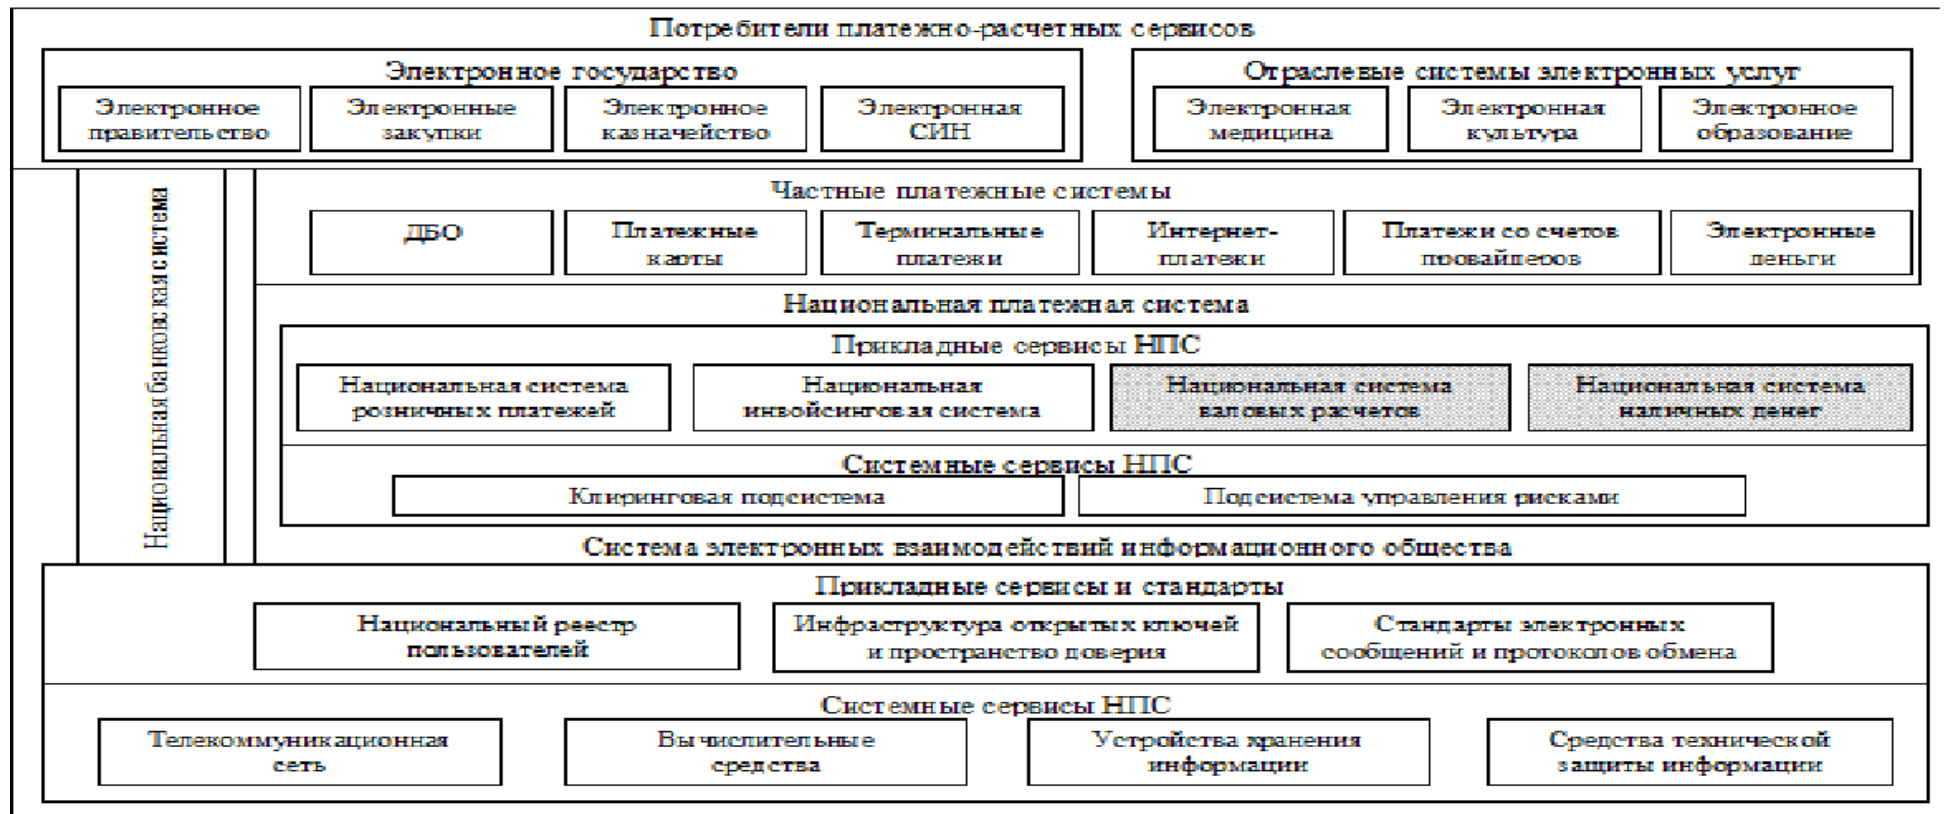 Потребители платежно-расчетных сервисов
Электронное государство
Электронное
правительство
Электронные
закупки
Электронное
казначейство
Электронная
СИН
Отраслевые системы электронных услуг
Электронная
медицина
Электронная
культура
Электронное
образование
Национальная банковская система
Частные платежные системы
ДБО
Платежные
карты
Терминальные
платежи
Интернет-
платежи
Платежи со счетов
провайдеров
Электронные
деньги
Национальная платежная система
Прикладные сервисы НПС
Национальная система
розничных платежей
Национальная
инвойсинговая система
Национальная система
валовых расчетов
Национальная система
наличных денег
Системные сервисы НПС
Клиринговая подсистема
Подсистема управления рисками
Система электронных взаимодействий информационного общества
Прикладные сервисы и стандарты
Национальный реестр
пользователей
Инфраструктура открытых ключей
и пространство доверия
Стандарты электронных
сообщений и протоколов обмена
Системные сервисы НПС
Телекоммуникационная
сеть
Вычислительные
средства
Устройства хранения
информации
Средства технической
защиты информации